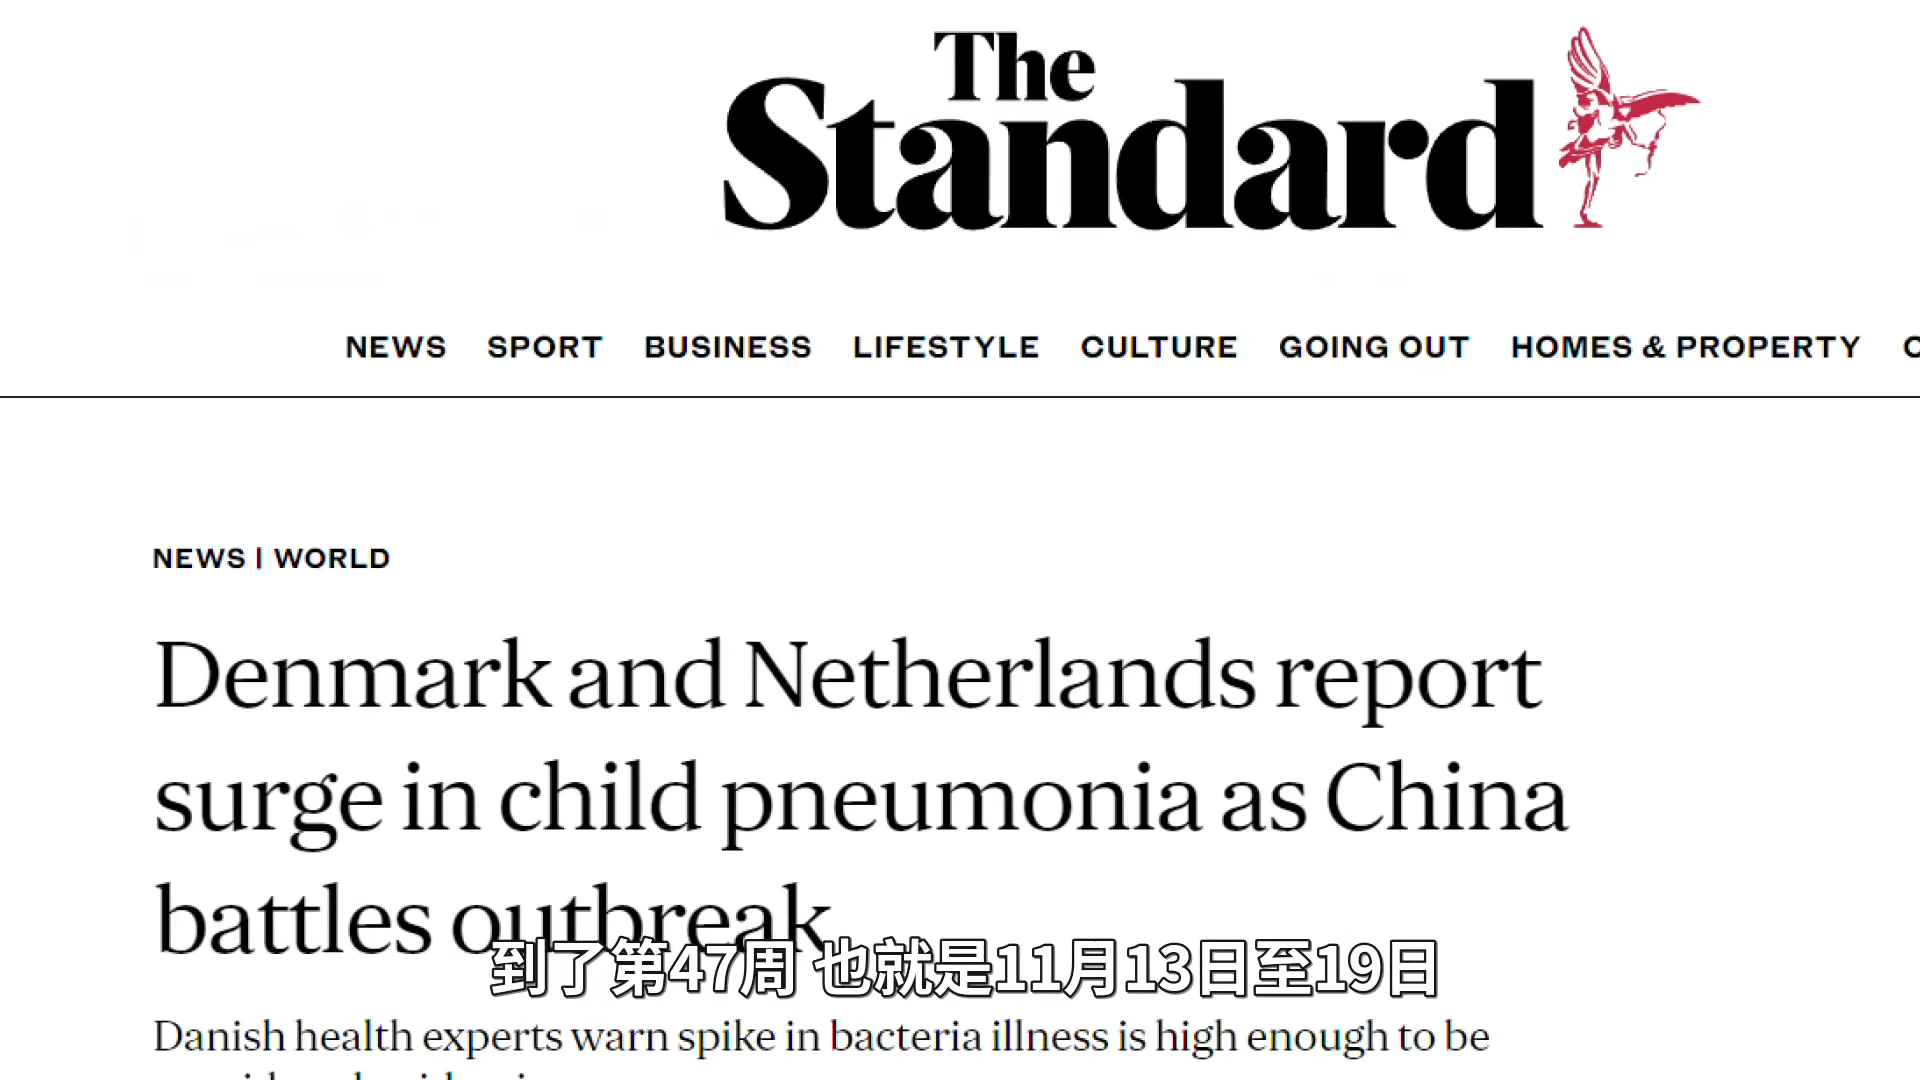 The
Standard
NEWS SPORT BUSINESS LIFESTYLE CULTURE GOING OUT HOMES & PROPERTY
NEWS | WORLD
Denmark and Netherlands report
surge in child pneumonia as China
battles outbreak
到了第47周 也就是11月13日至19日
Danish health experts warn spike in bacteria illness is high enough to be